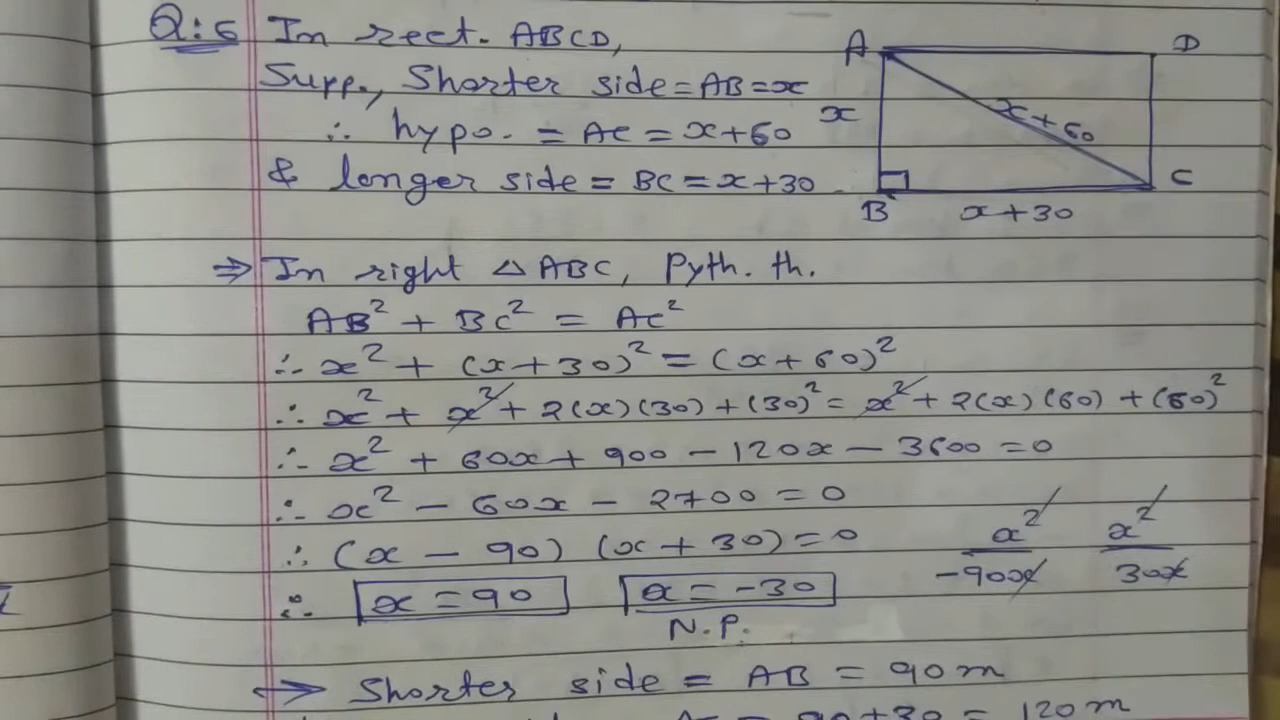 Q:6 In rect. ABCD,
Supp., Shorter side = AB = x
∴ hypo. = AC = x+60
& longer side = BC = x+30
A D
x x+60
B C
x+30
⇒ In right △ ABC, Pyth. th.
AB² + BC² = AC²
∴ x² + (x+30)² = (x+60)²
∴ x² + x² + 2(x)(30) + (30)² = x² + 2(x)(60) + (60)²
∴ x² + 60x + 900 - 120x - 3600 = 0
∴ x² - 60x - 2700 = 0
∴ (x - 90) (x + 30) = 0
x² x²
-90x 30x
∴ x = 90 x = -30
N.P.
→ Shorter side = AB = 90 m
90+30 = 120 m